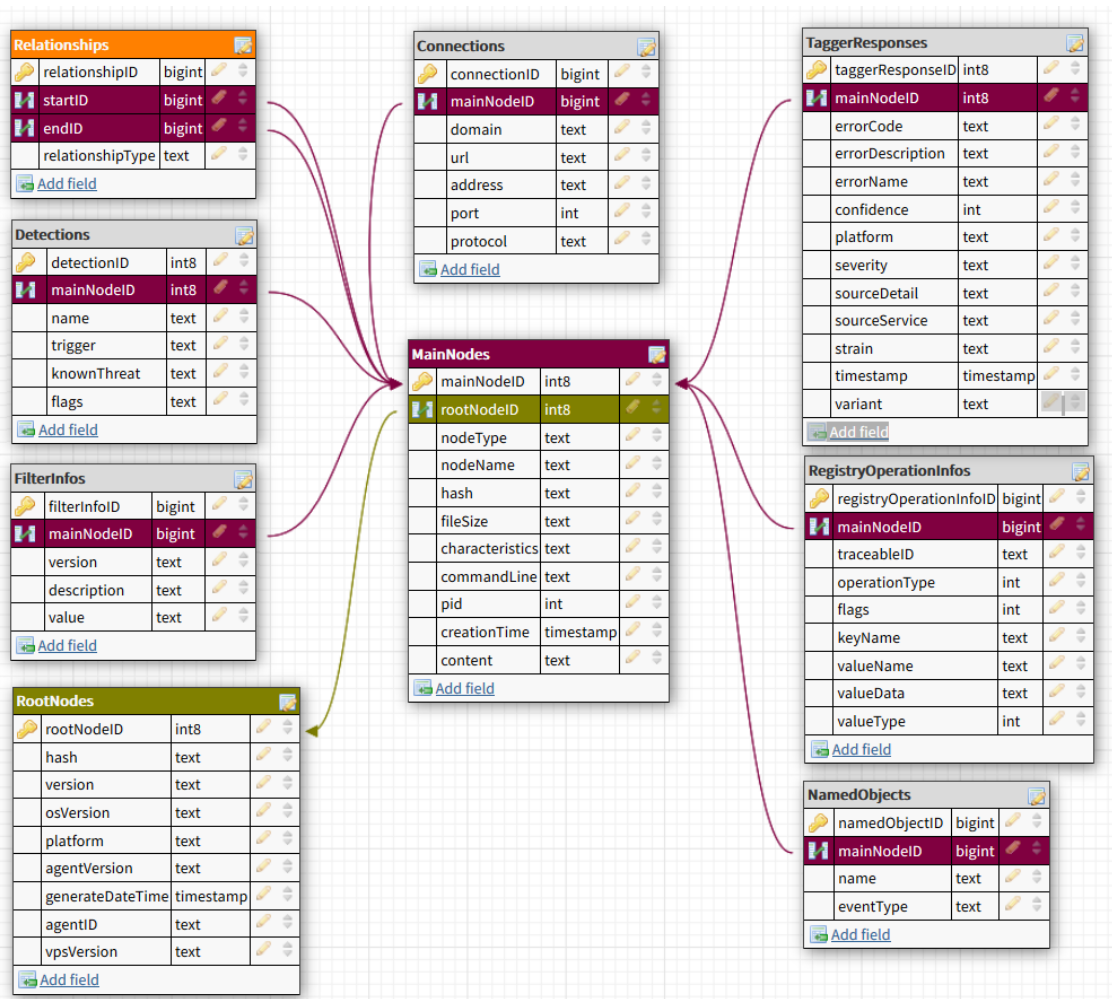 Relationships
relationshipID bigint
startID bigint
endID bigint
relationshipType text
Add field
Detections
detectionID int8
mainNodeID int8
name text
trigger text
knownThreat text
flags text
Add field
FilterInfos
filterInfoID bigint
mainNodeID bigint
version text
description text
value text
Add field
RootNodes
rootNodeID int8
hash text
version text
osVersion text
platform text
agentVersion text
generateDateTime timestamp
agentID text
vpsVersion text
Add field
Connections
connectionID bigint
mainNodeID bigint
domain text
url text
address text
port int
protocol text
Add field
MainNodes
mainNodeID int8
rootNodeID int8
nodeType text
nodeName text
hash text
fileSize text
characteristics text
commandLine text
pid int
creationTime timestamp
content text
Add field
TaggerResponses
taggerResponseID int8
mainNodeID int8
errorCode text
errorDescription text
errorName text
confidence int
platform text
severity text
sourceDetail text
sourceService text
strain text
timestamp timestamp
variant text
Add field
RegistryOperationInfos
registryOperationInfoID bigint
mainNodeID bigint
traceableID text
operationType int
flags int
keyName text
valueName text
valueData text
valueType int
Add field
NamedObjects
namedObjectID bigint
mainNodeID bigint
name text
eventType text
Add field